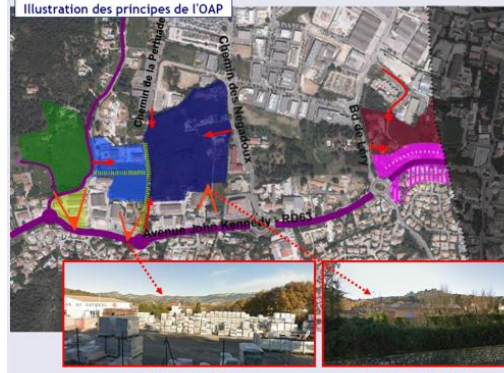 Illustration des principes de l'OAP
Chemin de la Pertuade
Chemin des Négadoux
Bd de Léry
Avenue John Kennedy - RD63